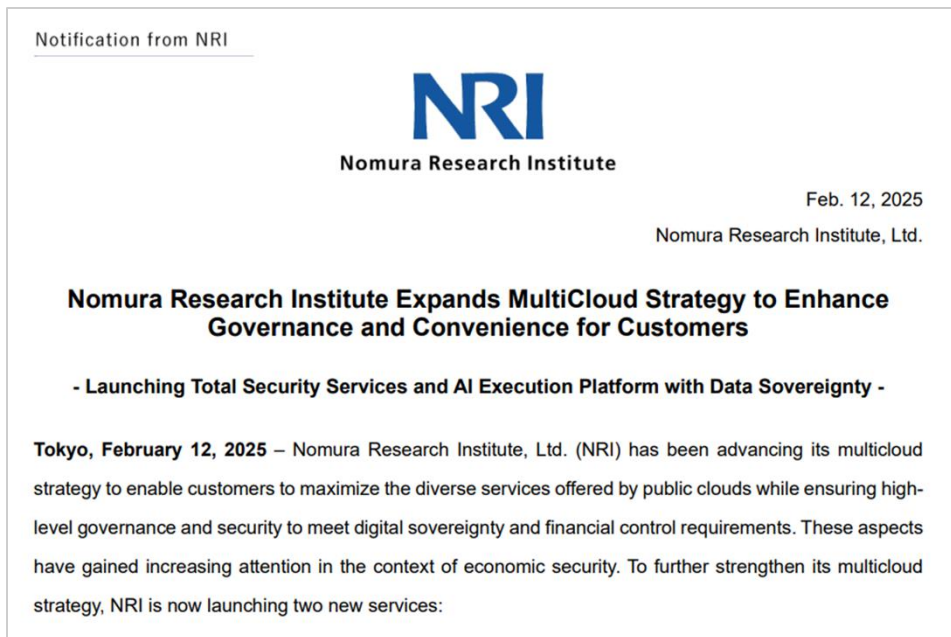 Notification from NRI
NRI
Nomura Research Institute
Feb. 12, 2025
Nomura Research Institute, Ltd.
Nomura Research Institute Expands MultiCloud Strategy to Enhance
Governance and Convenience for Customers
- Launching Total Security Services and AI Execution Platform with Data Sovereignty -
Tokyo, February 12, 2025 – Nomura Research Institute, Ltd. (NRI) has been advancing its multicloud
strategy to enable customers to maximize the diverse services offered by public clouds while ensuring high-
level governance and security to meet digital sovereignty and financial control requirements. These aspects
have gained increasing attention in the context of economic security. To further strengthen its multicloud
strategy, NRI is now launching two new services: